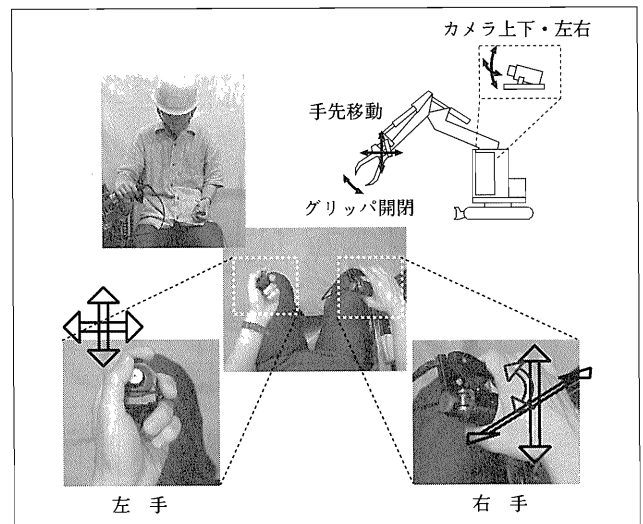 カメラ上下・左右
手先移動
グリッパ開閉
左 手
右 手